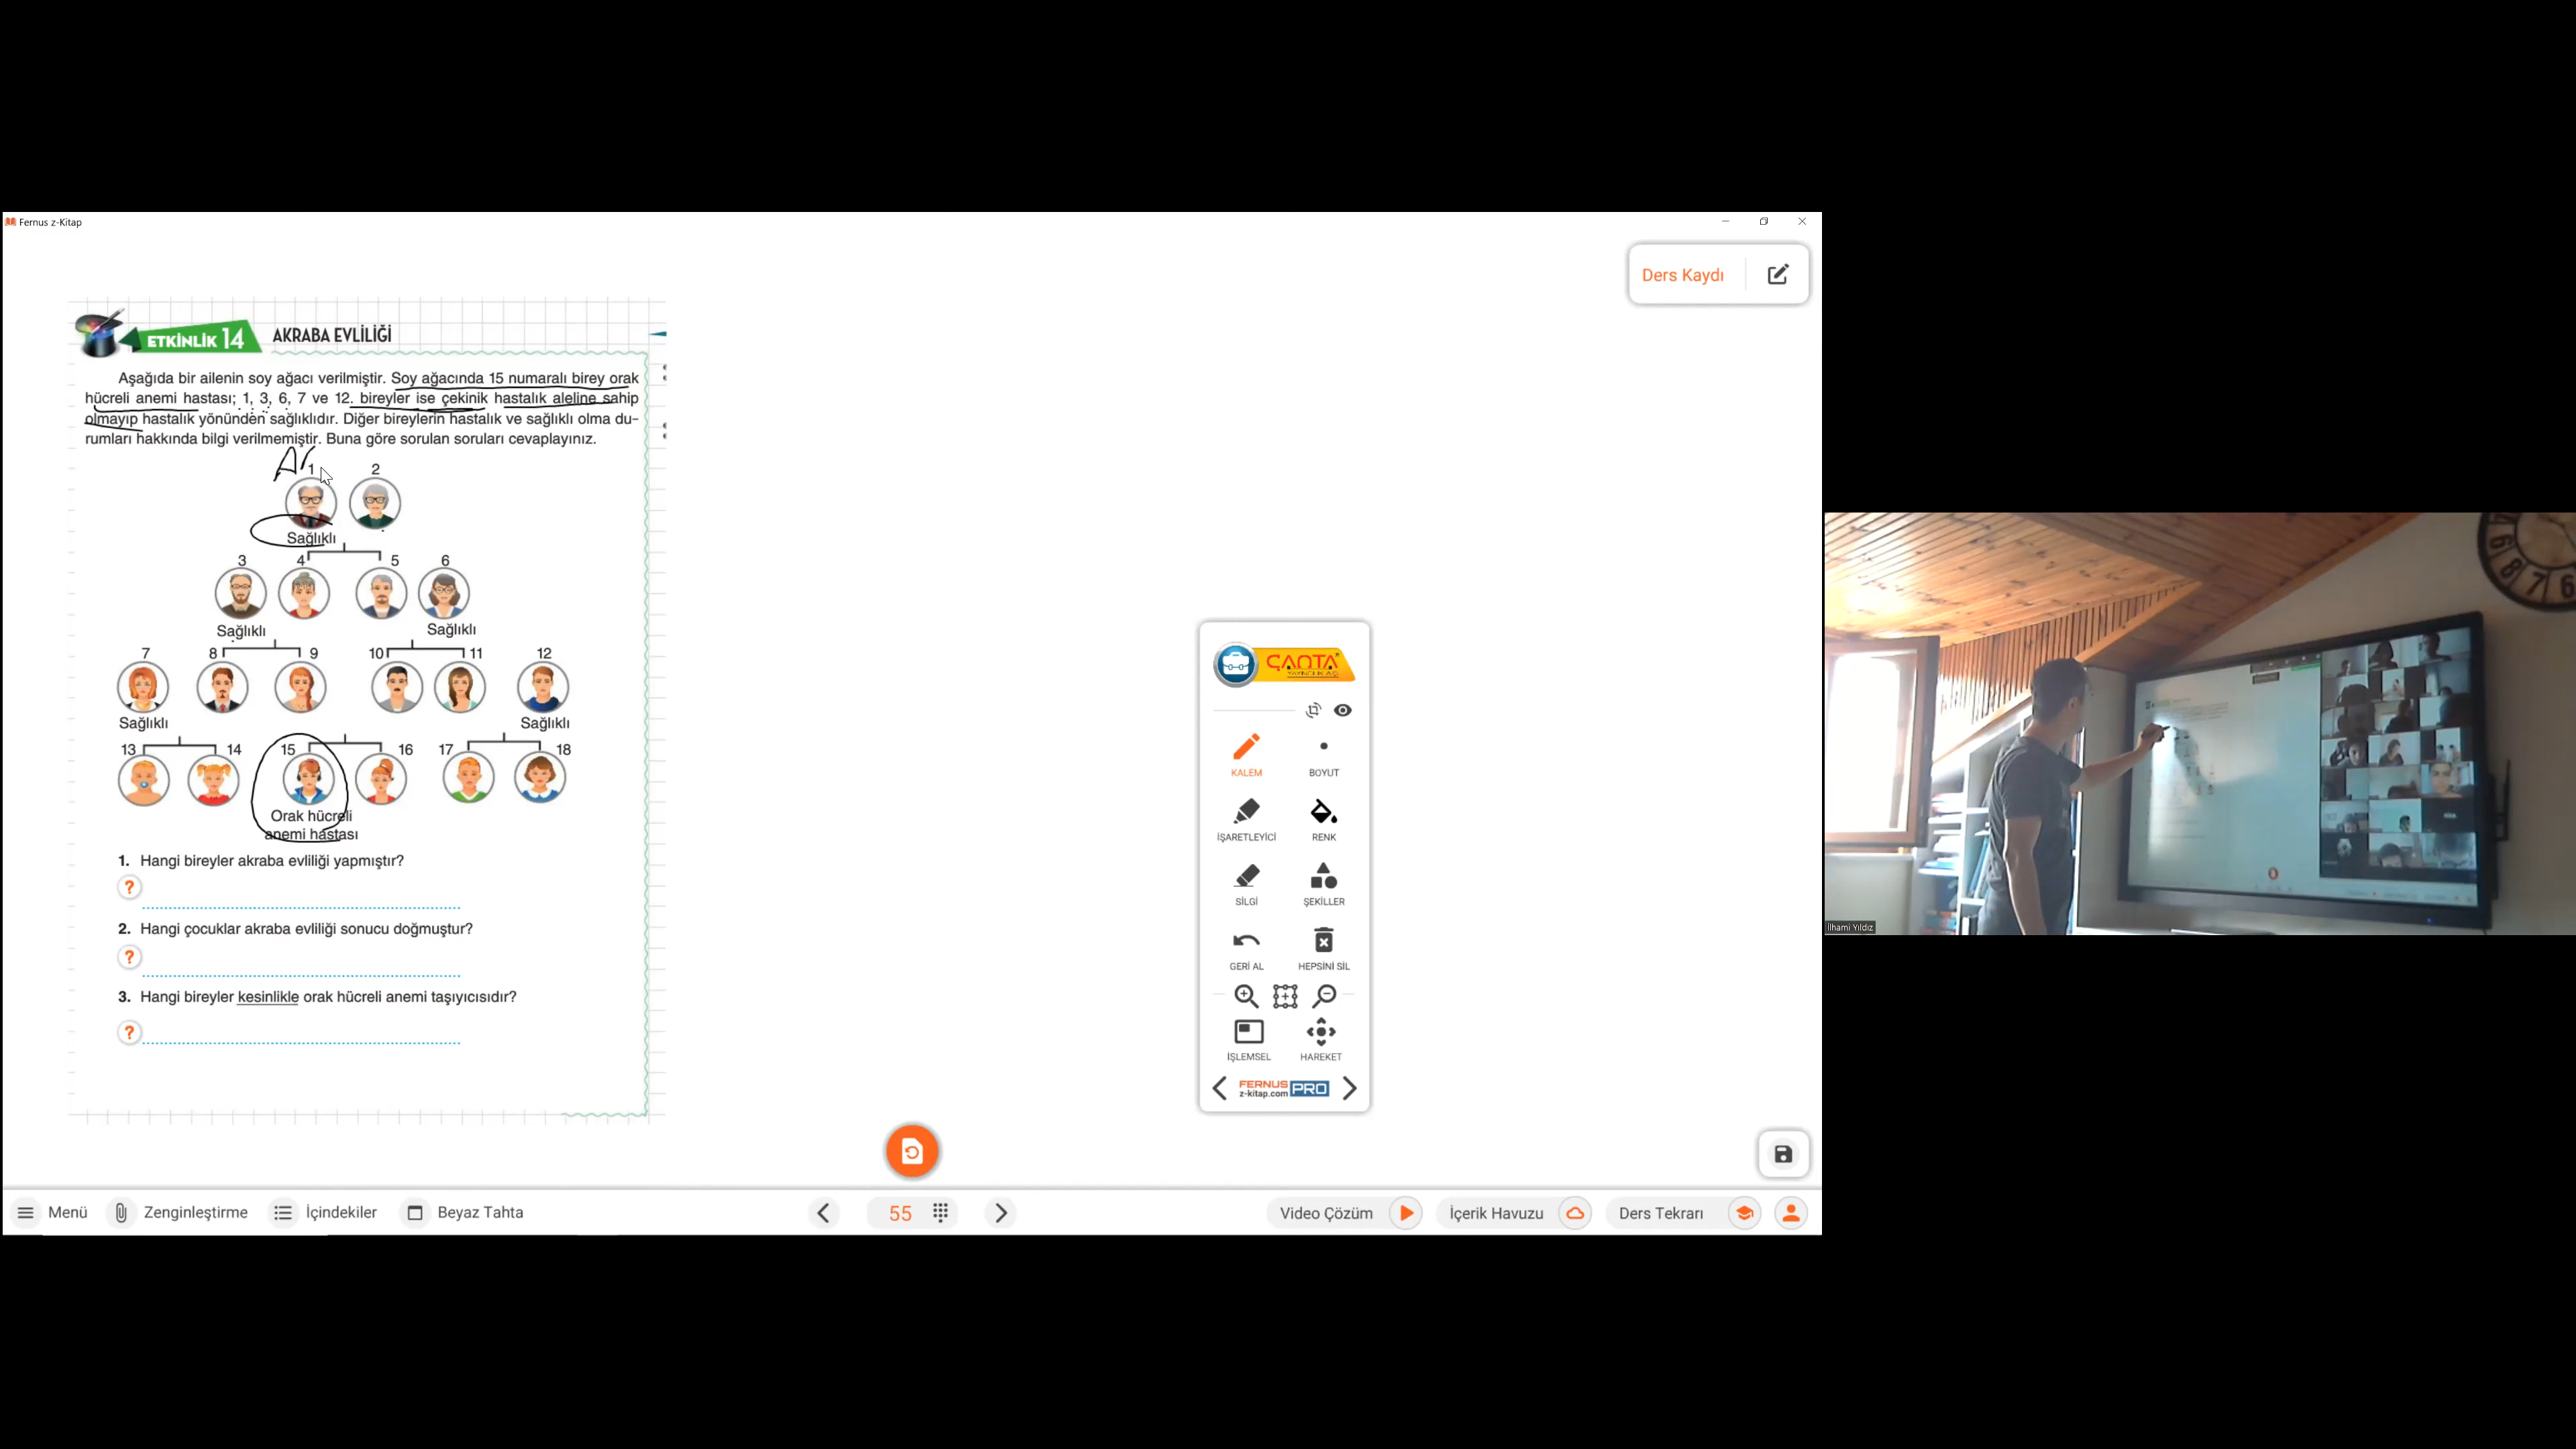 Fernus z-Kitap
Ders Kaydı
ETKİNLİK 14 AKRABA EVLİLİĞİ
Aşağıda bir ailenin soy ağacı verilmiştir. Soy ağacında 15 numaralı birey orak
hücreli anemi hastası; 1, 3, 6, 7 ve 12. bireyler ise çekinik hastalık aleline sahip
olmayıp hastalık yönünden sağlıklıdır. Diğer bireylerin hastalık ve sağlıklı olma du-
rumları hakkında bilgi verilmemiştir. Buna göre sorulan soruları cevaplayınız.
1 2
Sağlıklı
3 4 5 6
Sağlıklı Sağlıklı
7 8 9 10 11 12
Sağlıklı Sağlıklı
13 14 15 16 17 18
Orak hücreli
anemi hastası
1. Hangi bireyler akraba evliliği yapmıştır?
?
2. Hangi çocuklar akraba evliliği sonucu doğmuştur?
?
3. Hangi bireyler kesinlikle orak hücreli anemi taşıyıcısıdır?
?
ÇANTA
YAYINCILIK A.Ş.
KALEM BOYUT
İŞARETLEYİCİ RENK
SİLGİ ŞEKİLLER
GERİ AL HEPSİNİ SİL
İŞLEMSEL HAREKET
FERNUS PRO
z-kitap.com
Menü Zenginleştirme İçindekiler Beyaz Tahta 55 Video Çözüm İçerik Havuzu Ders Tekrarı
İlhami Yıldız